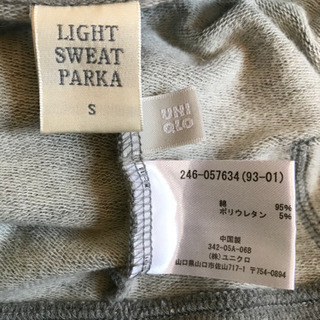 LIGHT
SWEAT
PARKA
S
UNI
QLO
246-057634(93-01)
綿 95%
ポリウレタン 5%
中国製
342-05A-06B
(株)ユニクロ
山口県山口市佐山717-1 〒754-0894